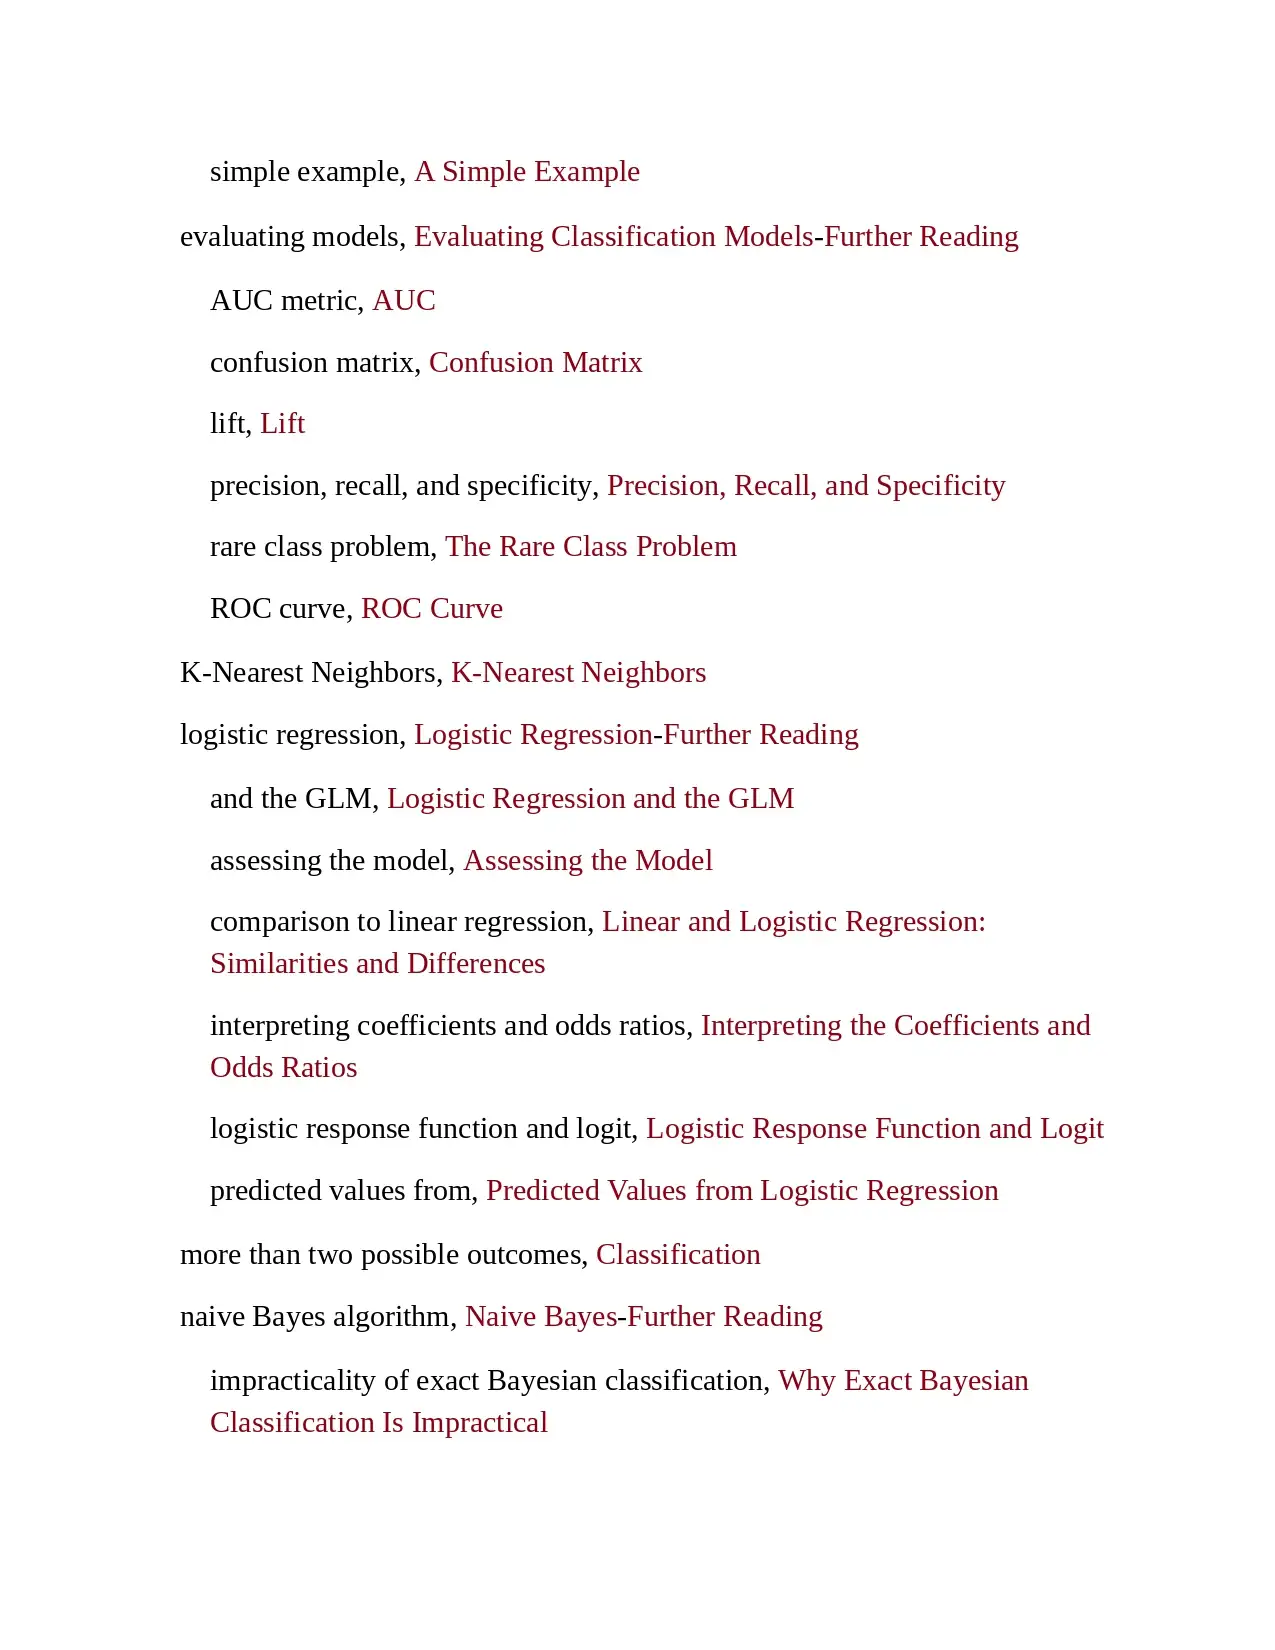 simple example, A Simple Example
evaluating models, Evaluating Classification Models-Further Reading
AUC metric, AUC
confusion matrix, Confusion Matrix
lift, Lift
precision, recall, and specificity, Precision, Recall, and Specificity
rare class problem, The Rare Class Problem
ROC curve, ROC Curve
K-Nearest Neighbors, K-Nearest Neighbors
logistic regression, Logistic Regression-Further Reading
and the GLM, Logistic Regression and the GLM
assessing the model, Assessing the Model
comparison to linear regression, Linear and Logistic Regression:
Similarities and Differences
interpreting coefficients and odds ratios, Interpreting the Coefficients and
Odds Ratios
logistic response function and logit, Logistic Response Function and Logit
predicted values from, Predicted Values from Logistic Regression
more than two possible outcomes, Classification
naive Bayes algorithm, Naive Bayes-Further Reading
impracticality of exact Bayesian classification, Why Exact Bayesian
Classification Is Impractical